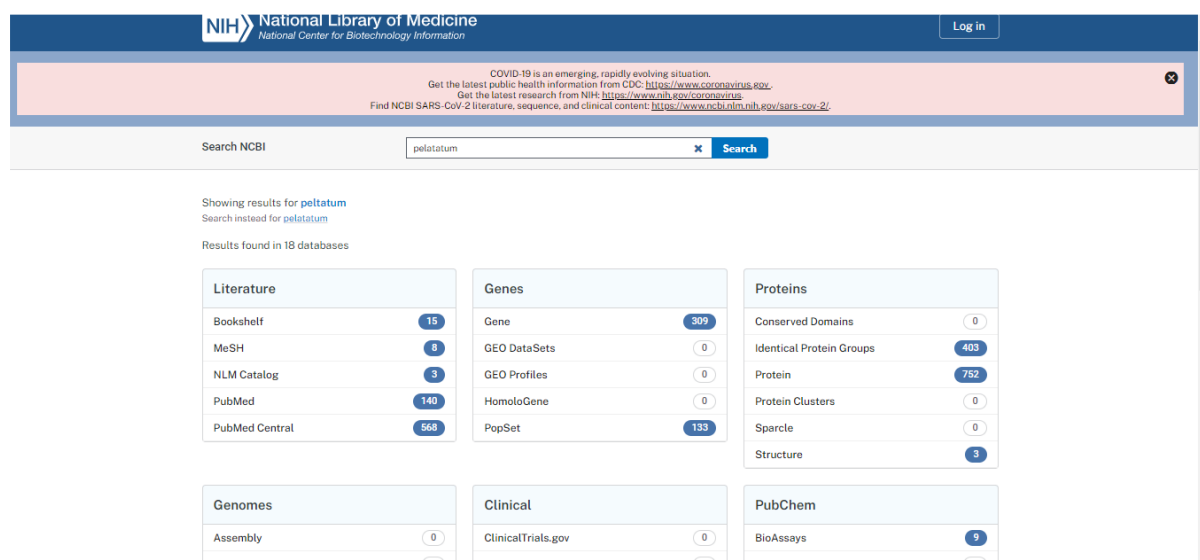 NIH National Library of Medicine
National Center for Biotechnology Information
Log in
COVID-19 is an emerging, rapidly evolving situation.
Get the latest public health information from CDC: https://www.coronavirus.gov .
Get the latest research from NIH: https://www.nih.gov/coronavirus.
Find NCBI SARS-CoV-2 literature, sequence, and clinical content: https://www.ncbi.nlm.nih.gov/sars-cov-2/.
Search NCBI
pelatatum
Search
Showing results for peltatum
Search instead for pelatatum
Results found in 18 databases
Literature
Bookshelf 15
MeSH 8
NLM Catalog 3
PubMed 140
PubMed Central 568
Genes
Gene 309
GEO DataSets 0
GEO Profiles 0
HomoloGene 0
PopSet 133
Proteins
Conserved Domains 0
Identical Protein Groups 403
Protein 752
Protein Clusters 0
Sparcle 0
Structure 3
Genomes
Assembly 0
Clinical
ClinicalTrials.gov 0
PubChem
BioAssays 9